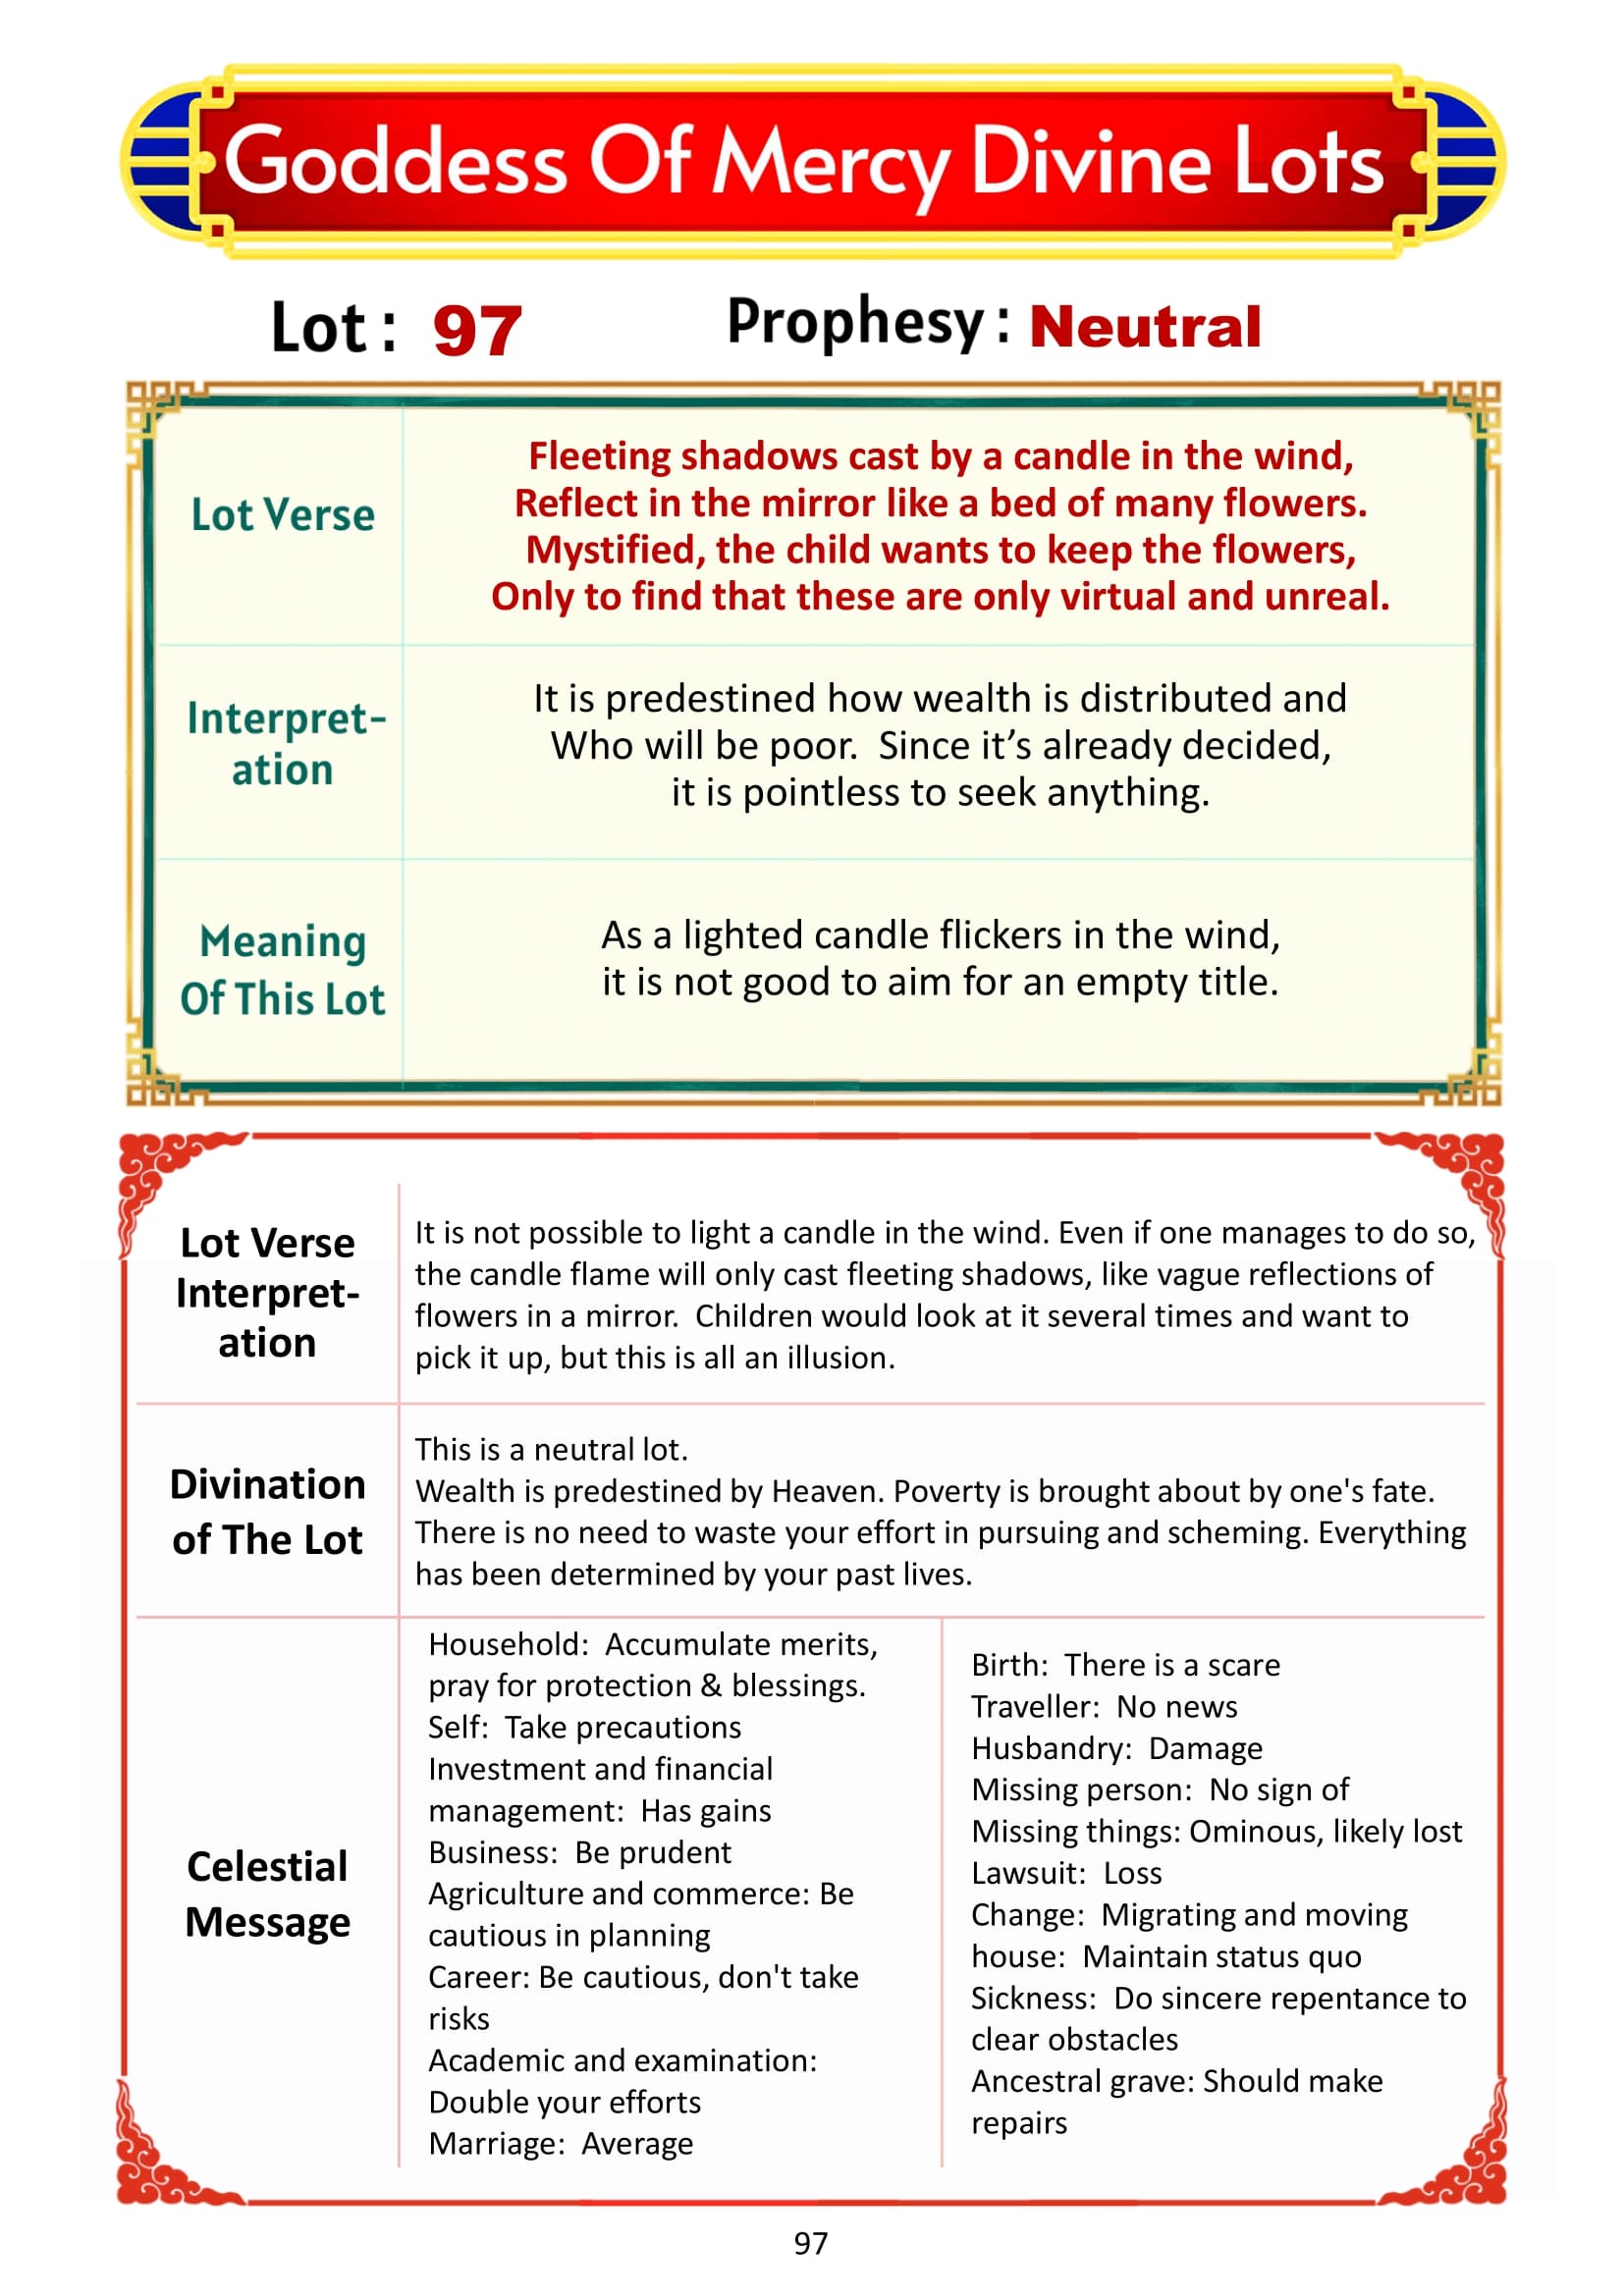 Goddess Of Mercy Divine Lots
Lot : 97
Prophesy : Neutral
Lot Verse
Fleeting shadows cast by a candle in the wind,
Reflect in the mirror like a bed of many flowers.
Mystified, the child wants to keep the flowers,
Only to find that these are only virtual and unreal.
Interpret-
ation
It is predestined how wealth is distributed and
Who will be poor.  Since it’s already decided,
it is pointless to seek anything.
Meaning
Of This Lot
As a lighted candle flickers in the wind,
it is not good to aim for an empty title.
Lot Verse
Interpret-
ation
It is not possible to light a candle in the wind. Even if one manages to do so,
the candle flame will only cast fleeting shadows, like vague reflections of
flowers in a mirror.  Children would look at it several times and want to
pick it up, but this is all an illusion.
Divination
of The Lot
This is a neutral lot.
Wealth is predestined by Heaven. Poverty is brought about by one's fate.
There is no need to waste your effort in pursuing and scheming. Everything
has been determined by your past lives.
Celestial
Message
Household:  Accumulate merits,
pray for protection & blessings.
Self:  Take precautions
Investment and financial
management:  Has gains
Business:  Be prudent
Agriculture and commerce: Be
cautious in planning
Career: Be cautious, don't take
risks
Academic and examination:
Double your efforts
Marriage:  Average
Birth:  There is a scare
Traveller:  No news
Husbandry:  Damage
Missing person:  No sign of
Missing things: Ominous, likely lost
Lawsuit:  Loss
Change:  Migrating and moving
house:  Maintain status quo
Sickness:  Do sincere repentance to
clear obstacles
Ancestral grave: Should make
repairs
97